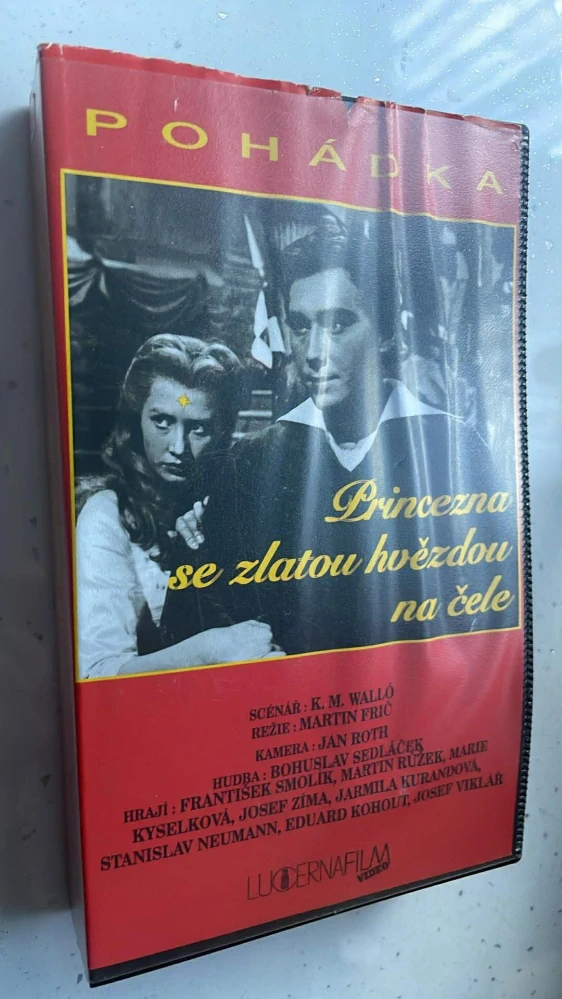 POHÁDKA
Princezna
se zlatou hvězdou
na čele
SCÉNÁŘ : K. M. WALLÓ
REŽIE : MARTIN FRIČ
KAMERA : JAN ROTH
HUDBA : BOHUSLAV SEDLÁČEK
HRAJÍ : FRANTIŠEK SMOLÍK, MARTIN RŮŽEK, MARIE
KYSELKOVÁ, JOSEF ZÍMA, JARMILA KURANDOVÁ,
STANISLAV NEUMANN, EDUARD KOHOUT, JOSEF VIKLÁŘ
LUCERNAFILM
VIDEO